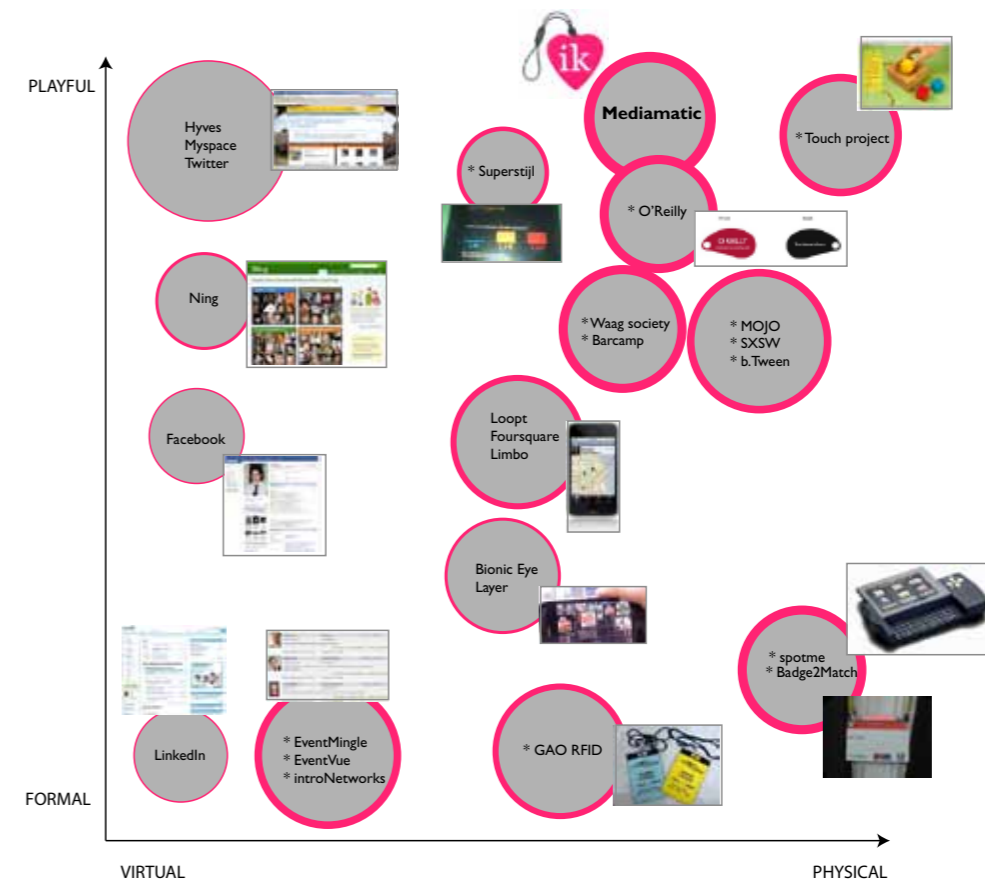 PLAYFUL
ik
Hyves
Myspace
Twitter
Mediamatic
* Touch project
* Superstijl
* O'Reilly
O'REILLY
Ning
* Waag society
* Barcamp
* MOJO
* SXSW
* b.Tween
Facebook
Loopt
Foursquare
Limbo
Bionic Eye
Layer
* spotme
* Badge2Match
LinkedIn
* EventMingle
* EventVue
* introNetworks
* GAO RFID
FORMAL
VIRTUAL
PHYSICAL